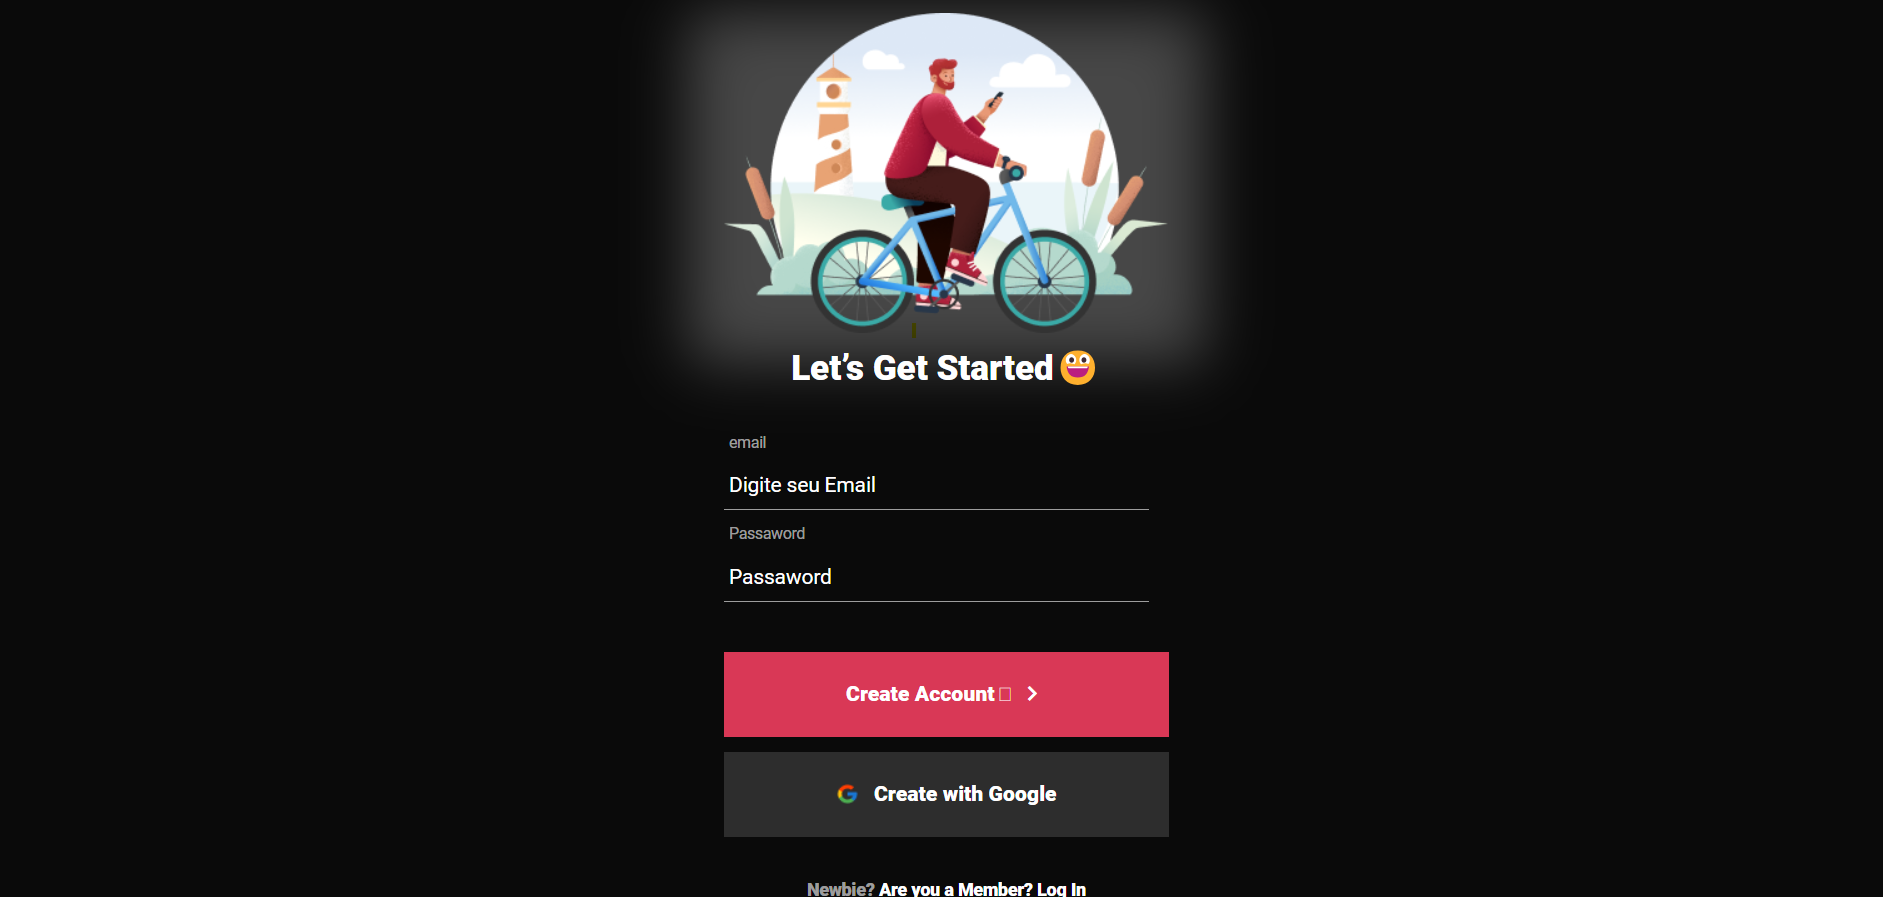 Let’s Get Started
email
Digite seu Email
Passaword
Passaword
Create Account
Create with Google
Newbie? Are you a Member? Log In